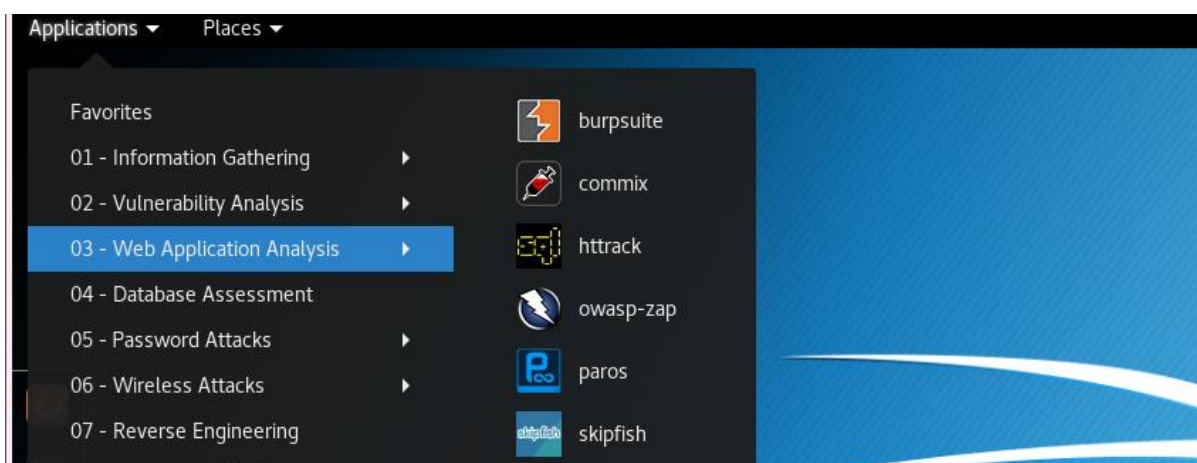 Applications Places
Favorites
01 - Information Gathering
02 - Vulnerability Analysis
03 - Web Application Analysis
04 - Database Assessment
05 - Password Attacks
06 - Wireless Attacks
07 - Reverse Engineering
burpsuite
commix
httrack
owasp-zap
paros
skipfish skipfish